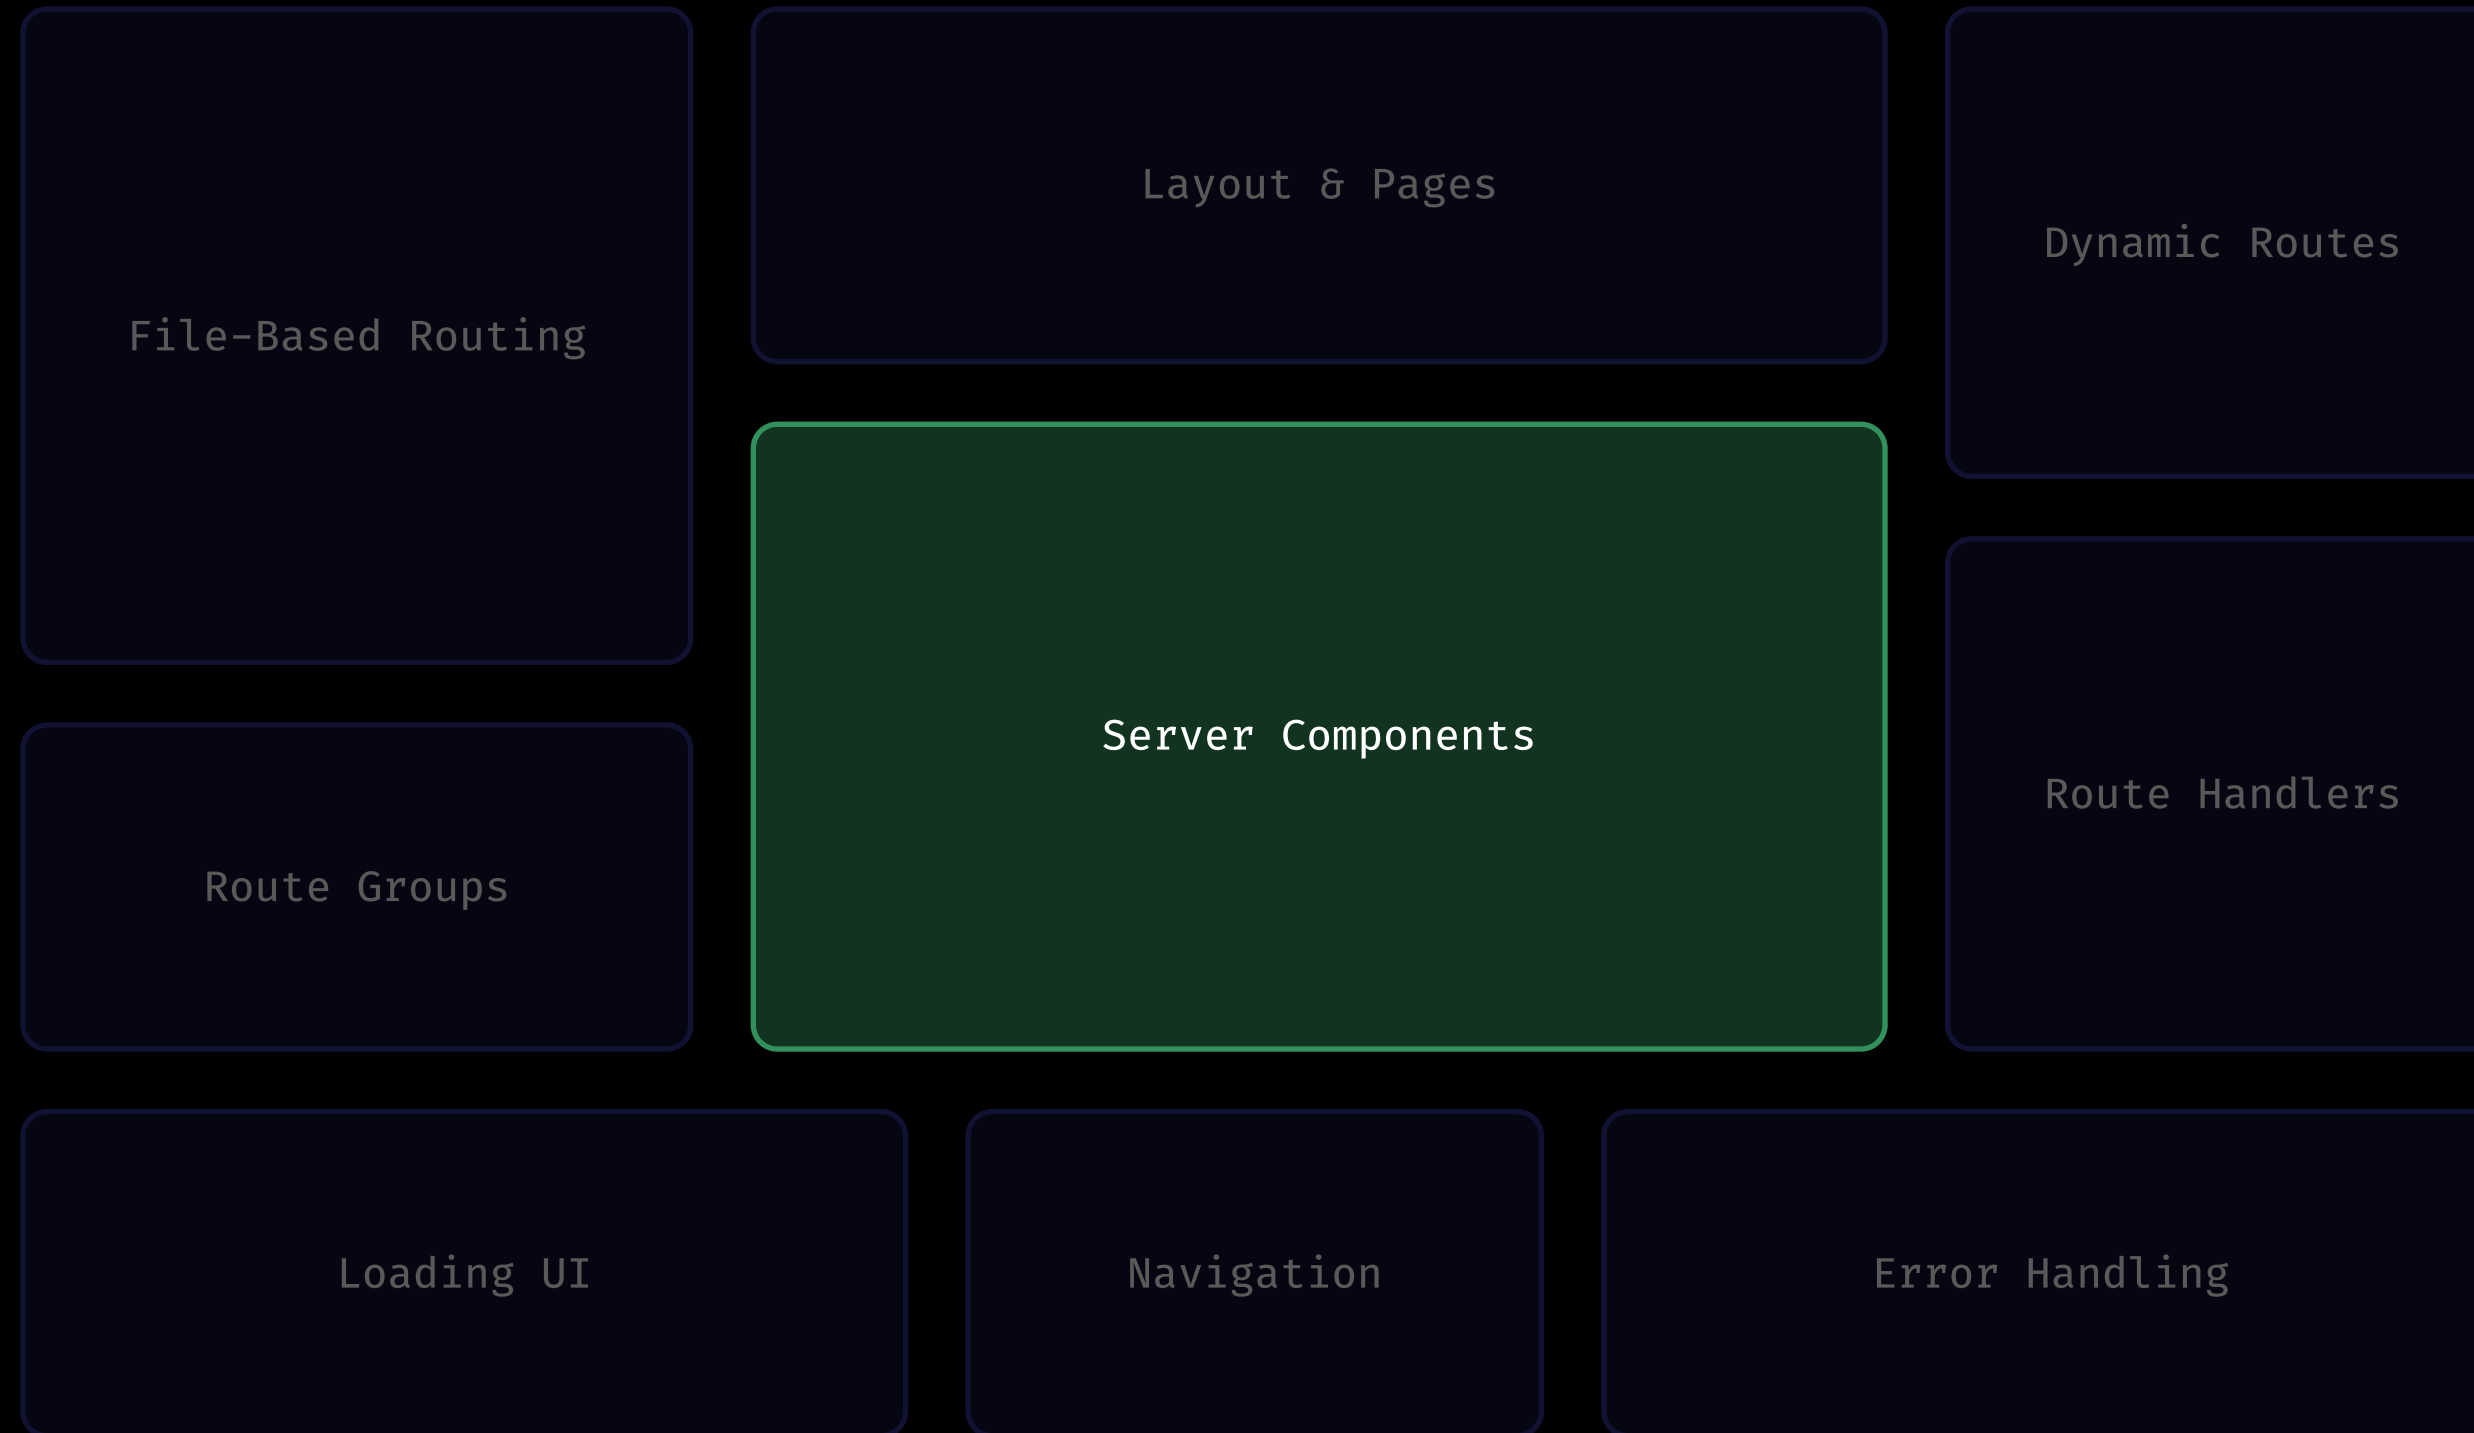 File-Based Routing
Layout & Pages
Dynamic Routes
Server Components
Route Groups
Route Handlers
Loading UI
Navigation
Error Handling